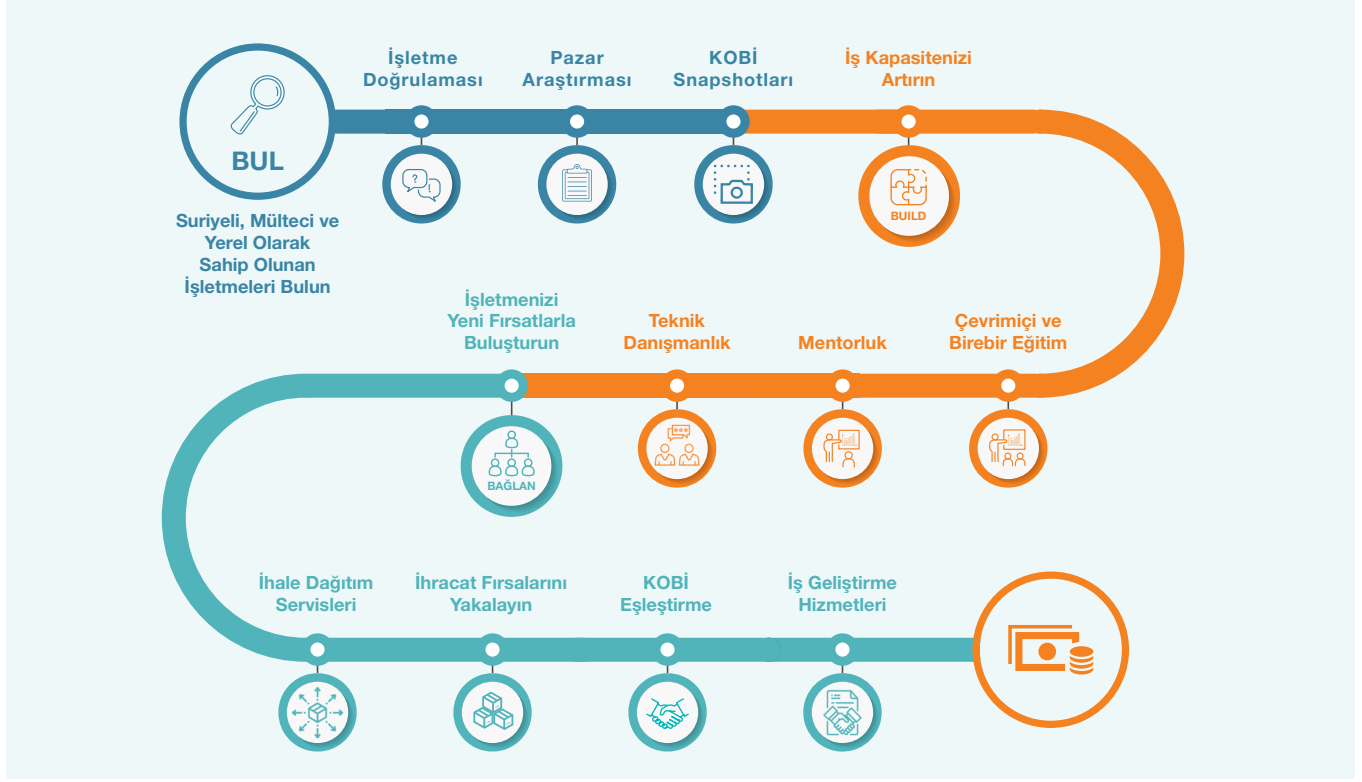 BUL
Suriyeli, Mülteci ve
Yerel Olarak
Sahip Olunan
İşletmeleri Bulun
İşletme
Doğrulaması
Pazar
Araştırması
KOBİ
Snapshotları
İş Kapasitenizi
Artırın
?
!
BUILD
Çevrimiçi ve
Birebir Eğitim
Mentorluk
Teknik
Danışmanlık
İşletmenizi
Yeni Fırsatlarla
Buluşturun
BAĞLAN
İhale Dağıtım
Servisleri
İhracat Fırsalarını
Yakalayın
KOBİ
Eşleştirme
İş Geliştirme
Hizmetleri